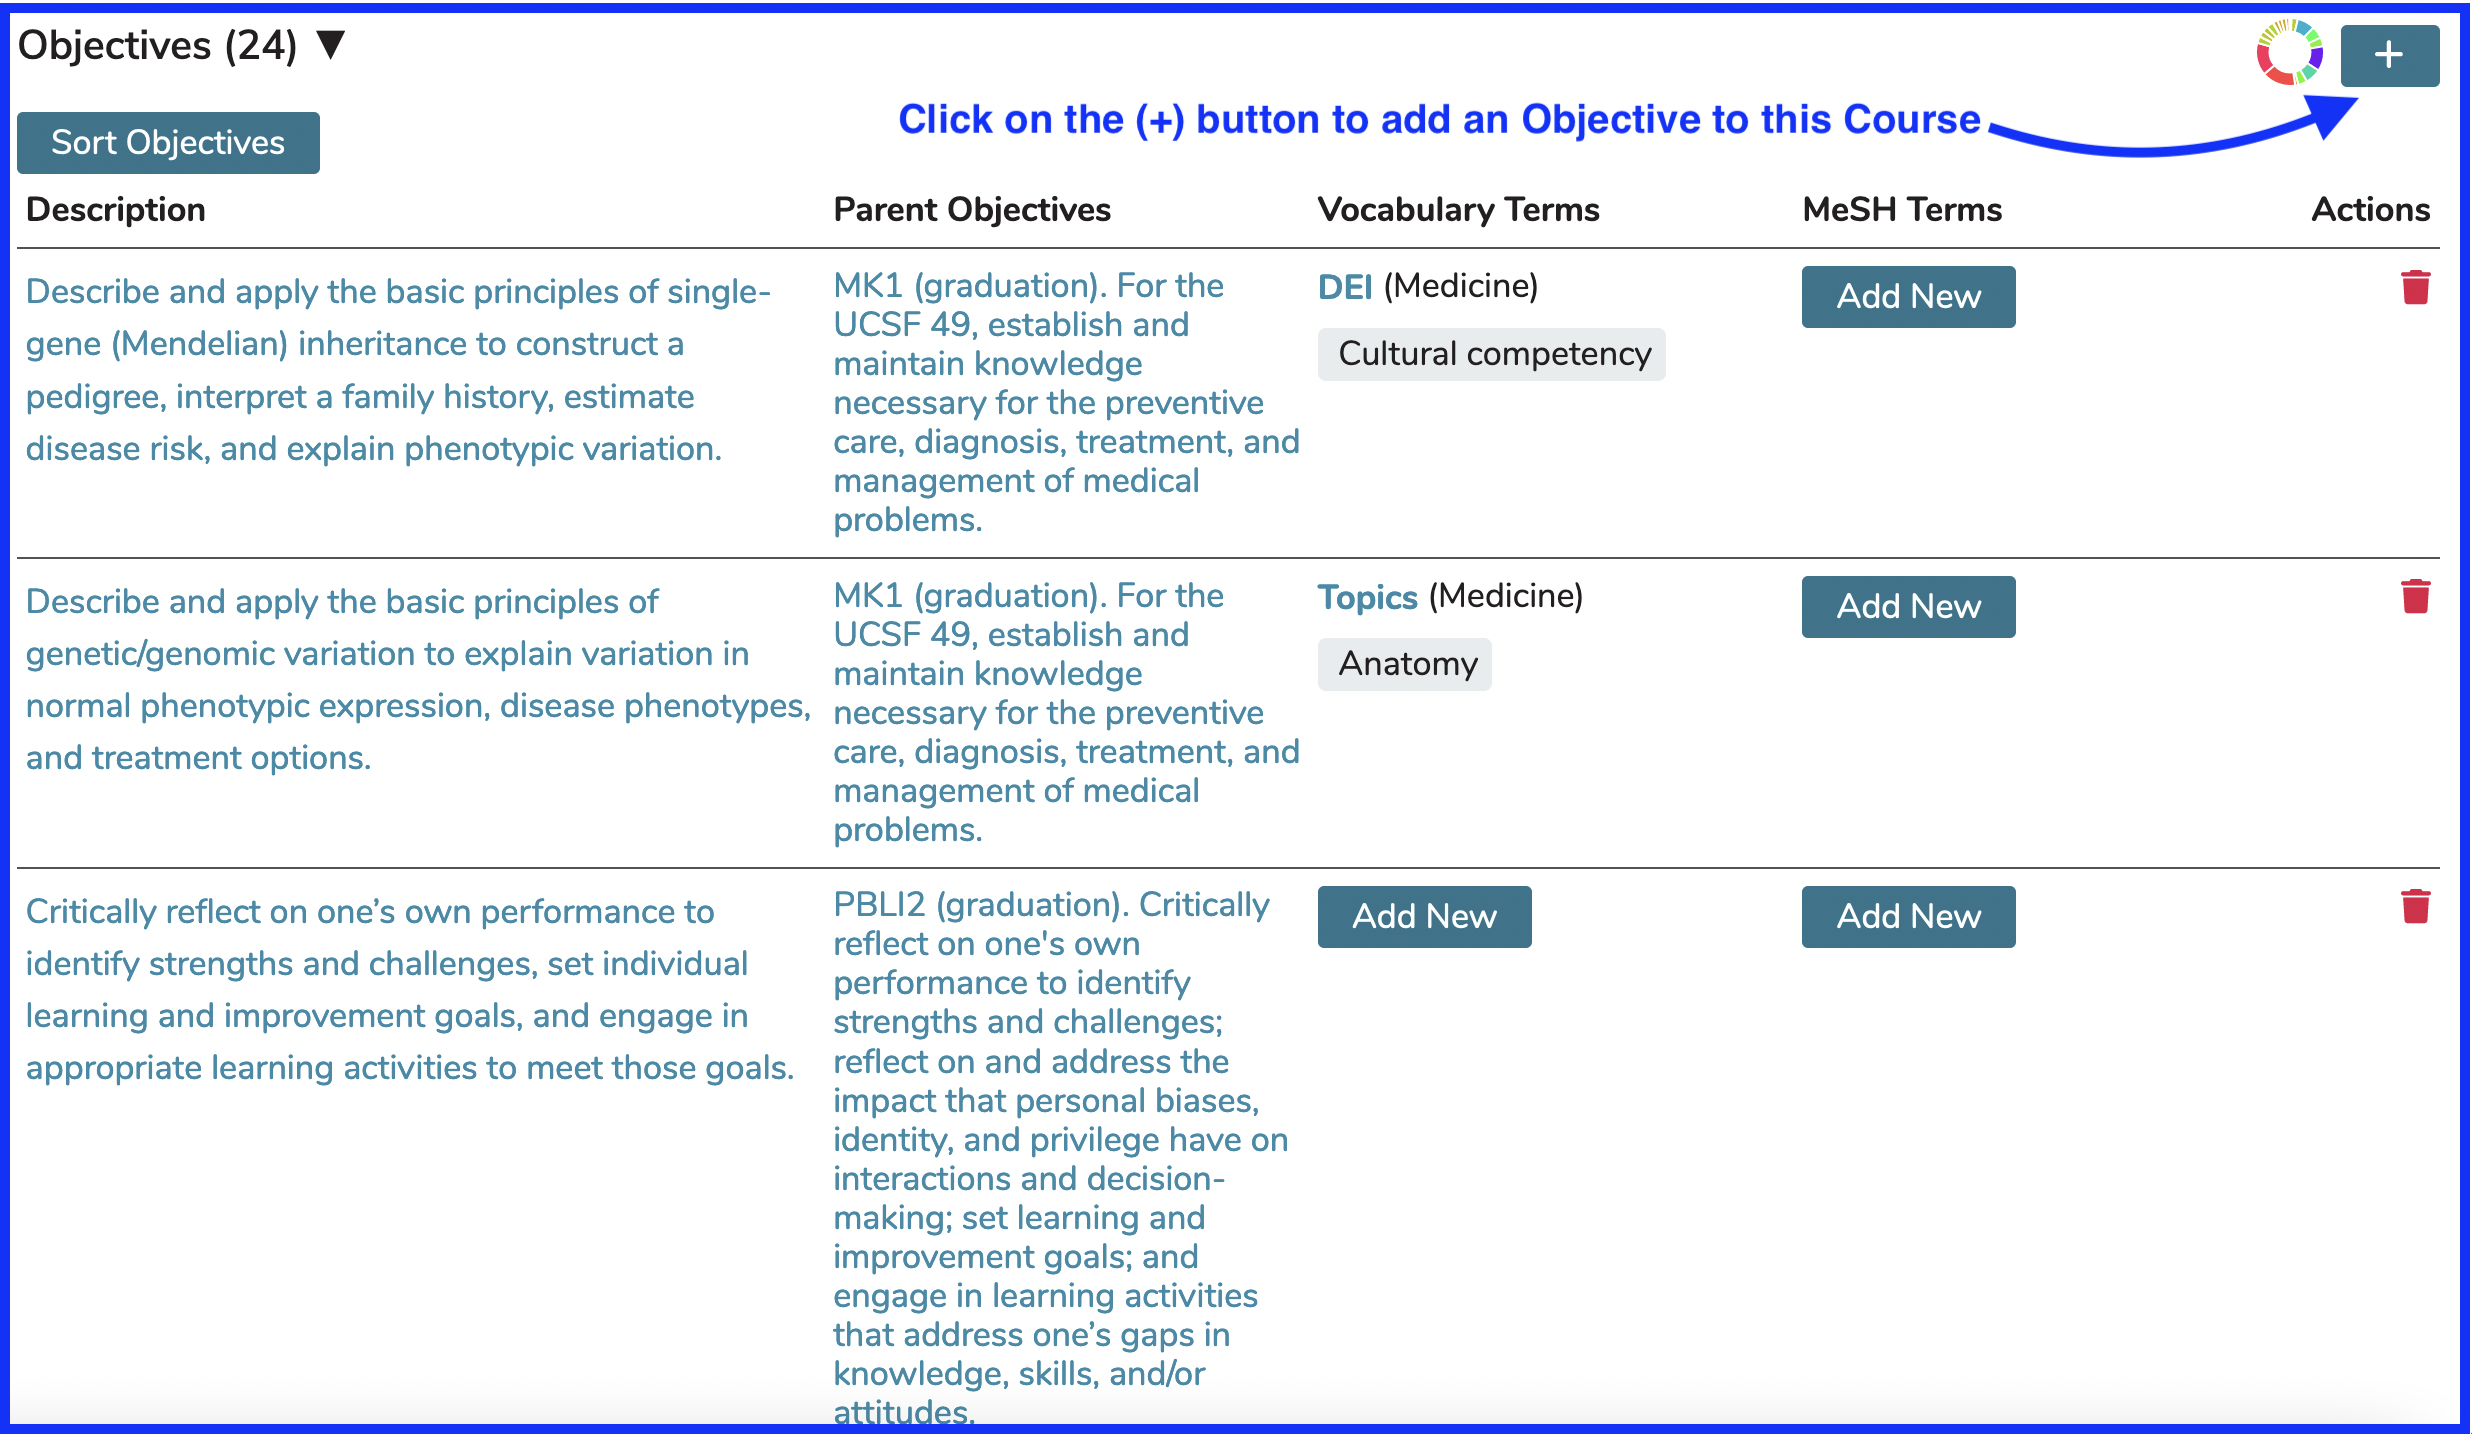 Objectives (24) ▼
+
Click on the (+) button to add an Objective to this Course
Sort Objectives
Description Parent Objectives Vocabulary Terms MeSH Terms Actions
Describe and apply the basic principles of single-
gene (Mendelian) inheritance to construct a
pedigree, interpret a family history, estimate
disease risk, and explain phenotypic variation.
MK1 (graduation). For the
UCSF 49, establish and
maintain knowledge
necessary for the preventive
care, diagnosis, treatment, and
management of medical
problems.
DEI (Medicine)
Cultural competency
Add New
Describe and apply the basic principles of
genetic/genomic variation to explain variation in
normal phenotypic expression, disease phenotypes,
and treatment options.
MK1 (graduation). For the
UCSF 49, establish and
maintain knowledge
necessary for the preventive
care, diagnosis, treatment, and
management of medical
problems.
Topics (Medicine)
Anatomy
Add New
Critically reflect on one’s own performance to
identify strengths and challenges, set individual
learning and improvement goals, and engage in
appropriate learning activities to meet those goals.
PBLI2 (graduation). Critically
reflect on one's own
performance to identify
strengths and challenges;
reflect on and address the
impact that personal biases,
identity, and privilege have on
interactions and decision-
making; set learning and
improvement goals; and
engage in learning activities
that address one’s gaps in
knowledge, skills, and/or
attitudes.
Add New
Add New